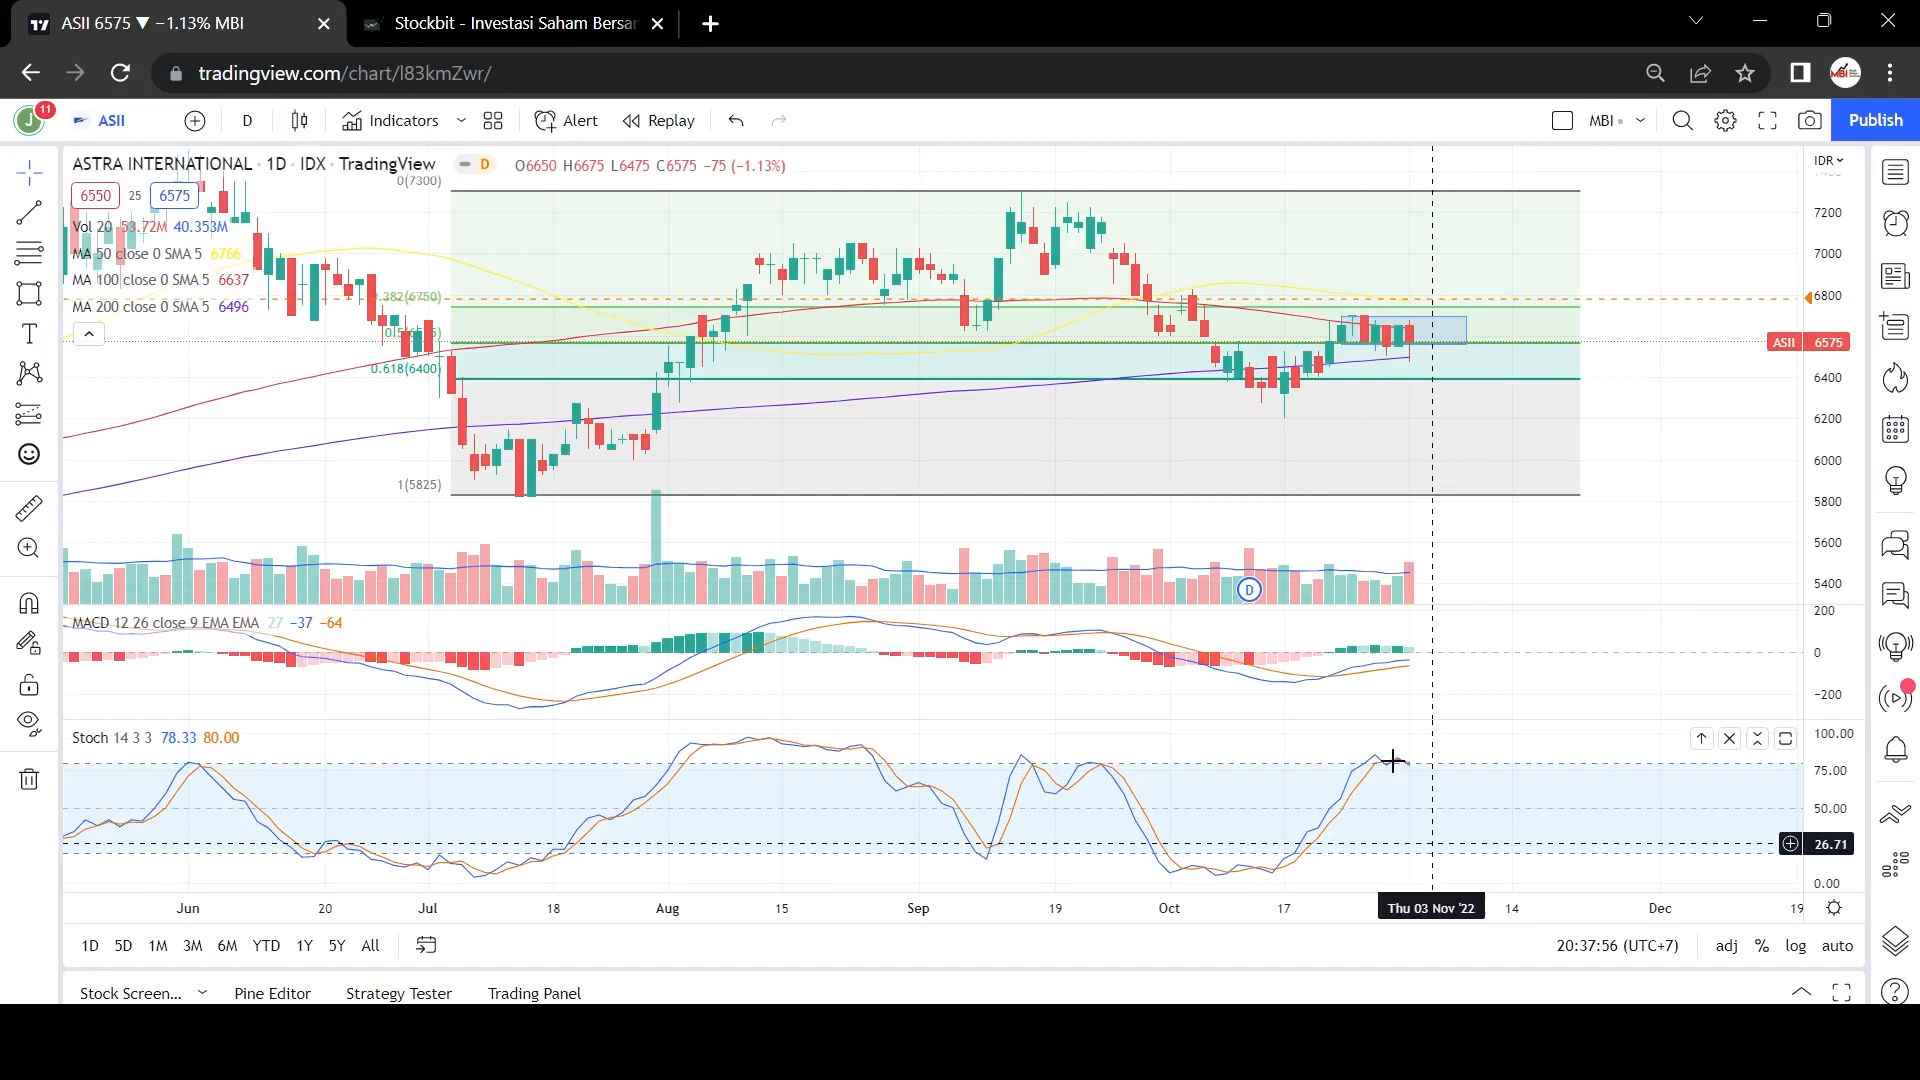 ASII 6575 ▼ −1.13% MBI
Stockbit - Investasi Saham Bersa
tradingview.com/chart/l83kmZwr/
J 11 ASII D Indicators Alert Replay MBI Publish
ASTRA INTERNATIONAL · 1D · IDX · TradingView D O6650 H6675 L6475 C6575 −75 (−1.13%)
IDR
6550 25 6575
Vol 20 53.72M 40.353M
MA 50 close 0 SMA 5 6766
MA 100 close 0 SMA 5 6637
MA 200 close 0 SMA 5 6496
0(7300)
0.618(6400)
1(5825)
7200
7000
6800
ASII 6575
6400
6200
6000
5800
5600
5400
D
MACD 12 26 close 9 EMA EMA 27 −37 −64
200
0
−200
Stoch 14 3 3 78.33 80.00
100.00
75.00
50.00
26.71
0.00
Jun 20 Jul 18 Aug 15 Sep 19 Oct 17 Thu 03 Nov '22 14 Dec 19
1D 5D 1M 3M 6M YTD 1Y 5Y All 20:37:56 (UTC+7) adj % log auto
Stock Screen... Pine Editor Strategy Tester Trading Panel